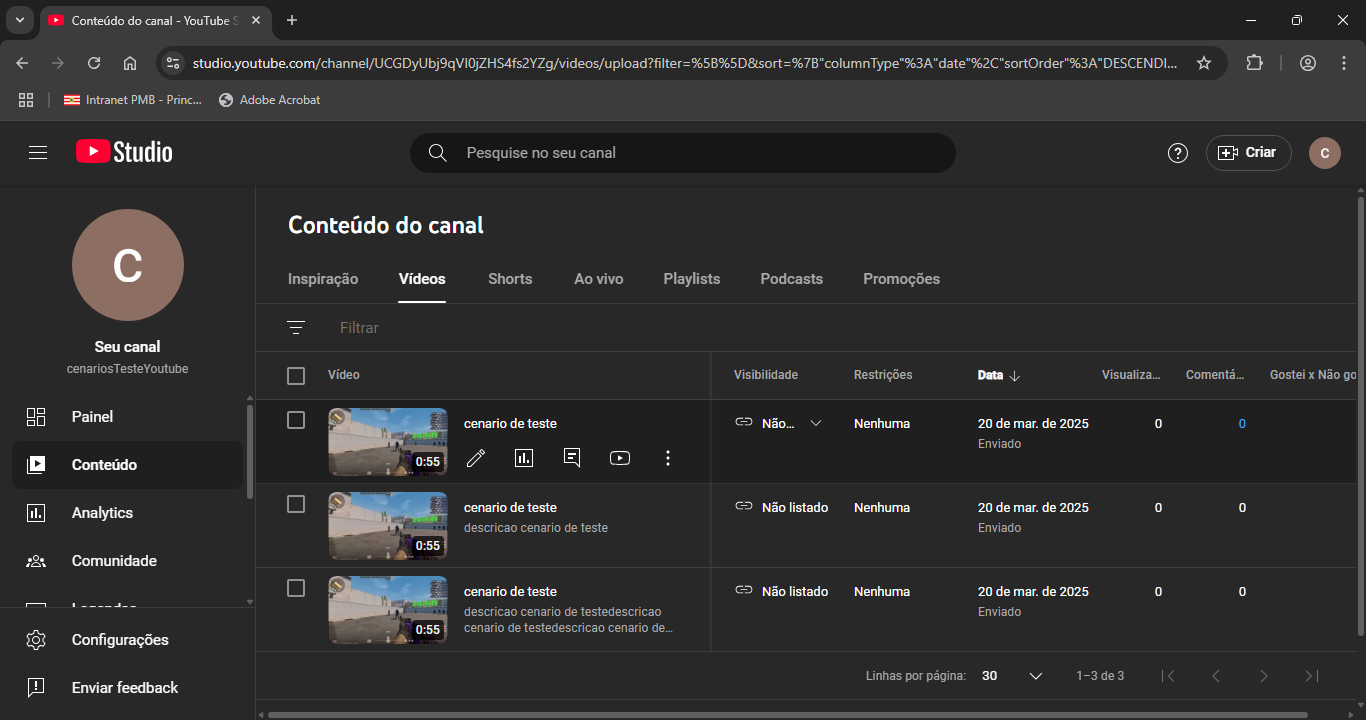 Conteúdo do canal - YouTube S
studio.youtube.com/channel/UCGDyUbj9qVI0jZHS4fs2YZg/videos/upload?filter=%5B%5D&sort=%7B"columnType"%3A"date"%2C"sortOrder"%3A"DESCENDI...
Intranet PMB - Princ... Adobe Acrobat
Studio
Pesquise no seu canal
Criar
C
C
Seu canal
cenariosTesteYoutube
Painel
Conteúdo
Analytics
Comunidade
Legendas
Configurações
Enviar feedback
Conteúdo do canal
Inspiração Vídeos Shorts Ao vivo Playlists Podcasts Promoções
Filtrar
Vídeo Visibilidade Restrições Data Visualiza... Comentá... Gostei x Não go
cenario de teste Não... Nenhuma 20 de mar. de 2025 0 0
Enviado
0:55
cenario de teste Não listado Nenhuma 20 de mar. de 2025 0 0
descricao cenario de teste Enviado
0:55
cenario de teste Não listado Nenhuma 20 de mar. de 2025 0 0
descricao cenario de testedescricao Enviado
cenario de testedescricao cenario de...
0:55
Linhas por página: 30 1–3 de 3